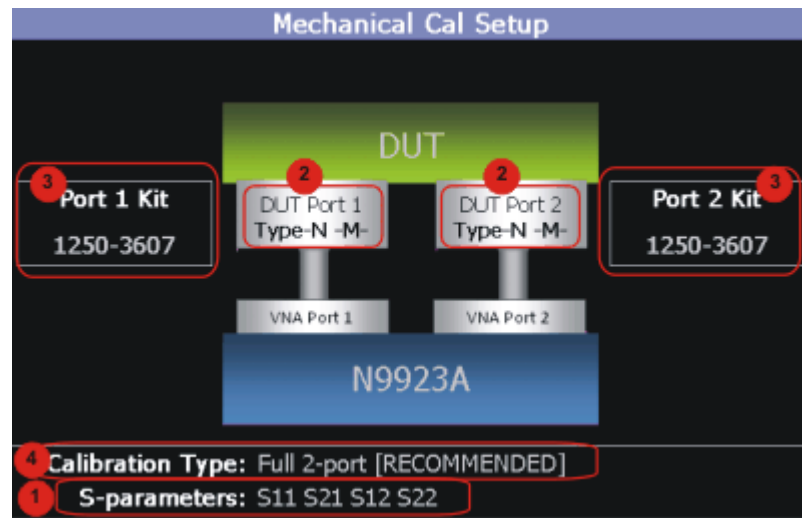 Mechanical Cal Setup
DUT
3
Port 1 Kit
1250-3607
2
DUT Port 1
Type-N -M-
2
DUT Port 2
Type-N -M-
3
Port 2 Kit
1250-3607
VNA Port 1
VNA Port 2
N9923A
4
Calibration Type: Full 2-port [RECOMMENDED]
1
S-parameters: S11 S21 S12 S22